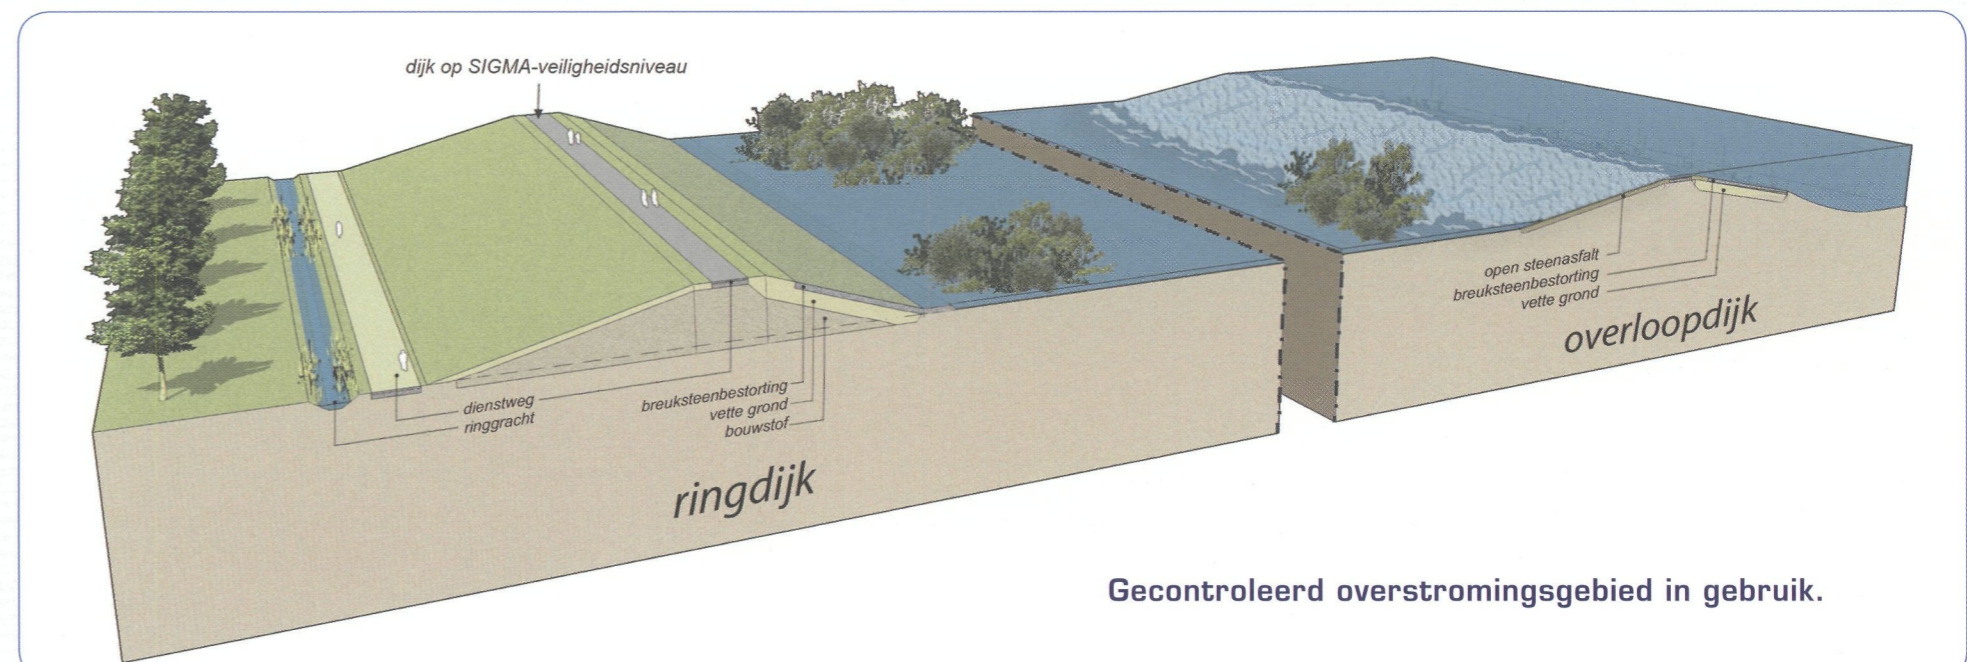 dijk op SIGMA-veiligheidsniveau
dienstweg
ringgracht
breuksteenbestorting
vette grond
bouwstof
ringdijk
open steenasfalt
breuksteenbestorting
vette grond
overloopdijk
Gecontroleerd overstromingsgebied in gebruik.